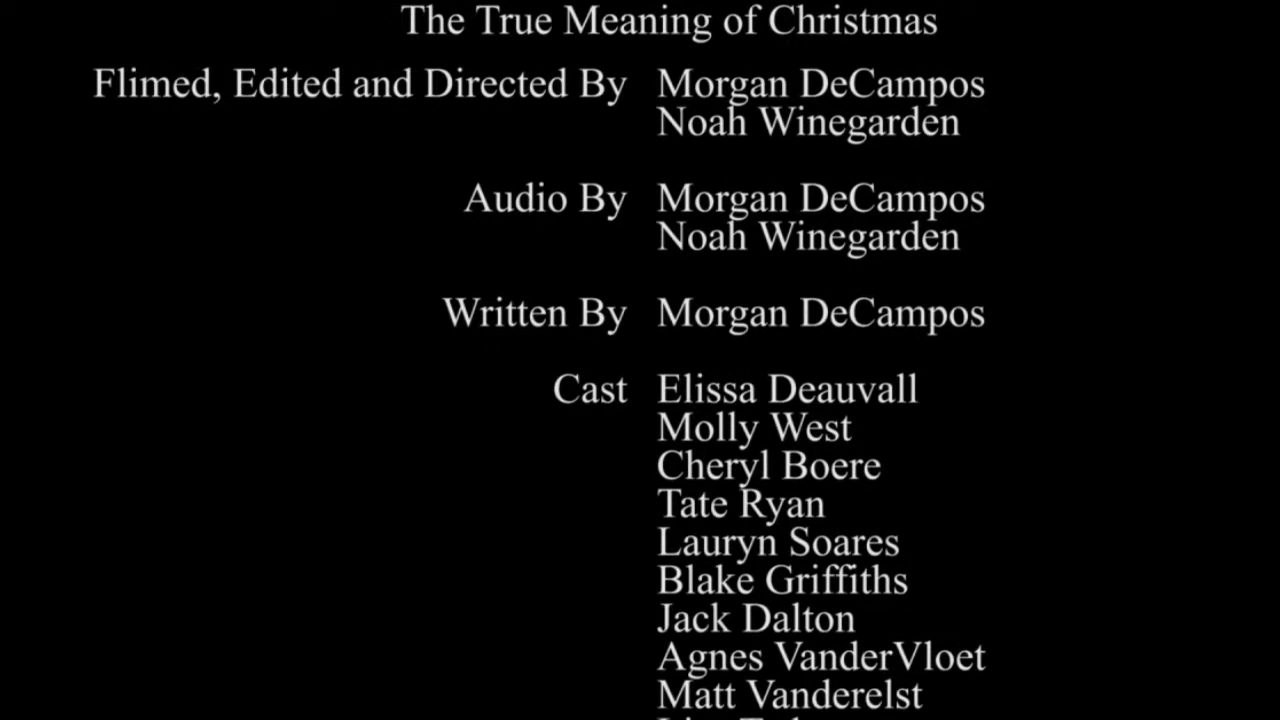 The True Meaning of Christmas
Flimed, Edited and Directed By Morgan DeCampos
Noah Winegarden
Audio By Morgan DeCampos
Noah Winegarden
Written By Morgan DeCampos
Cast Elissa Deauvall
Molly West
Cheryl Boere
Tate Ryan
Lauryn Soares
Blake Griffiths
Jack Dalton
Agnes VanderVloet
Matt Vanderelst